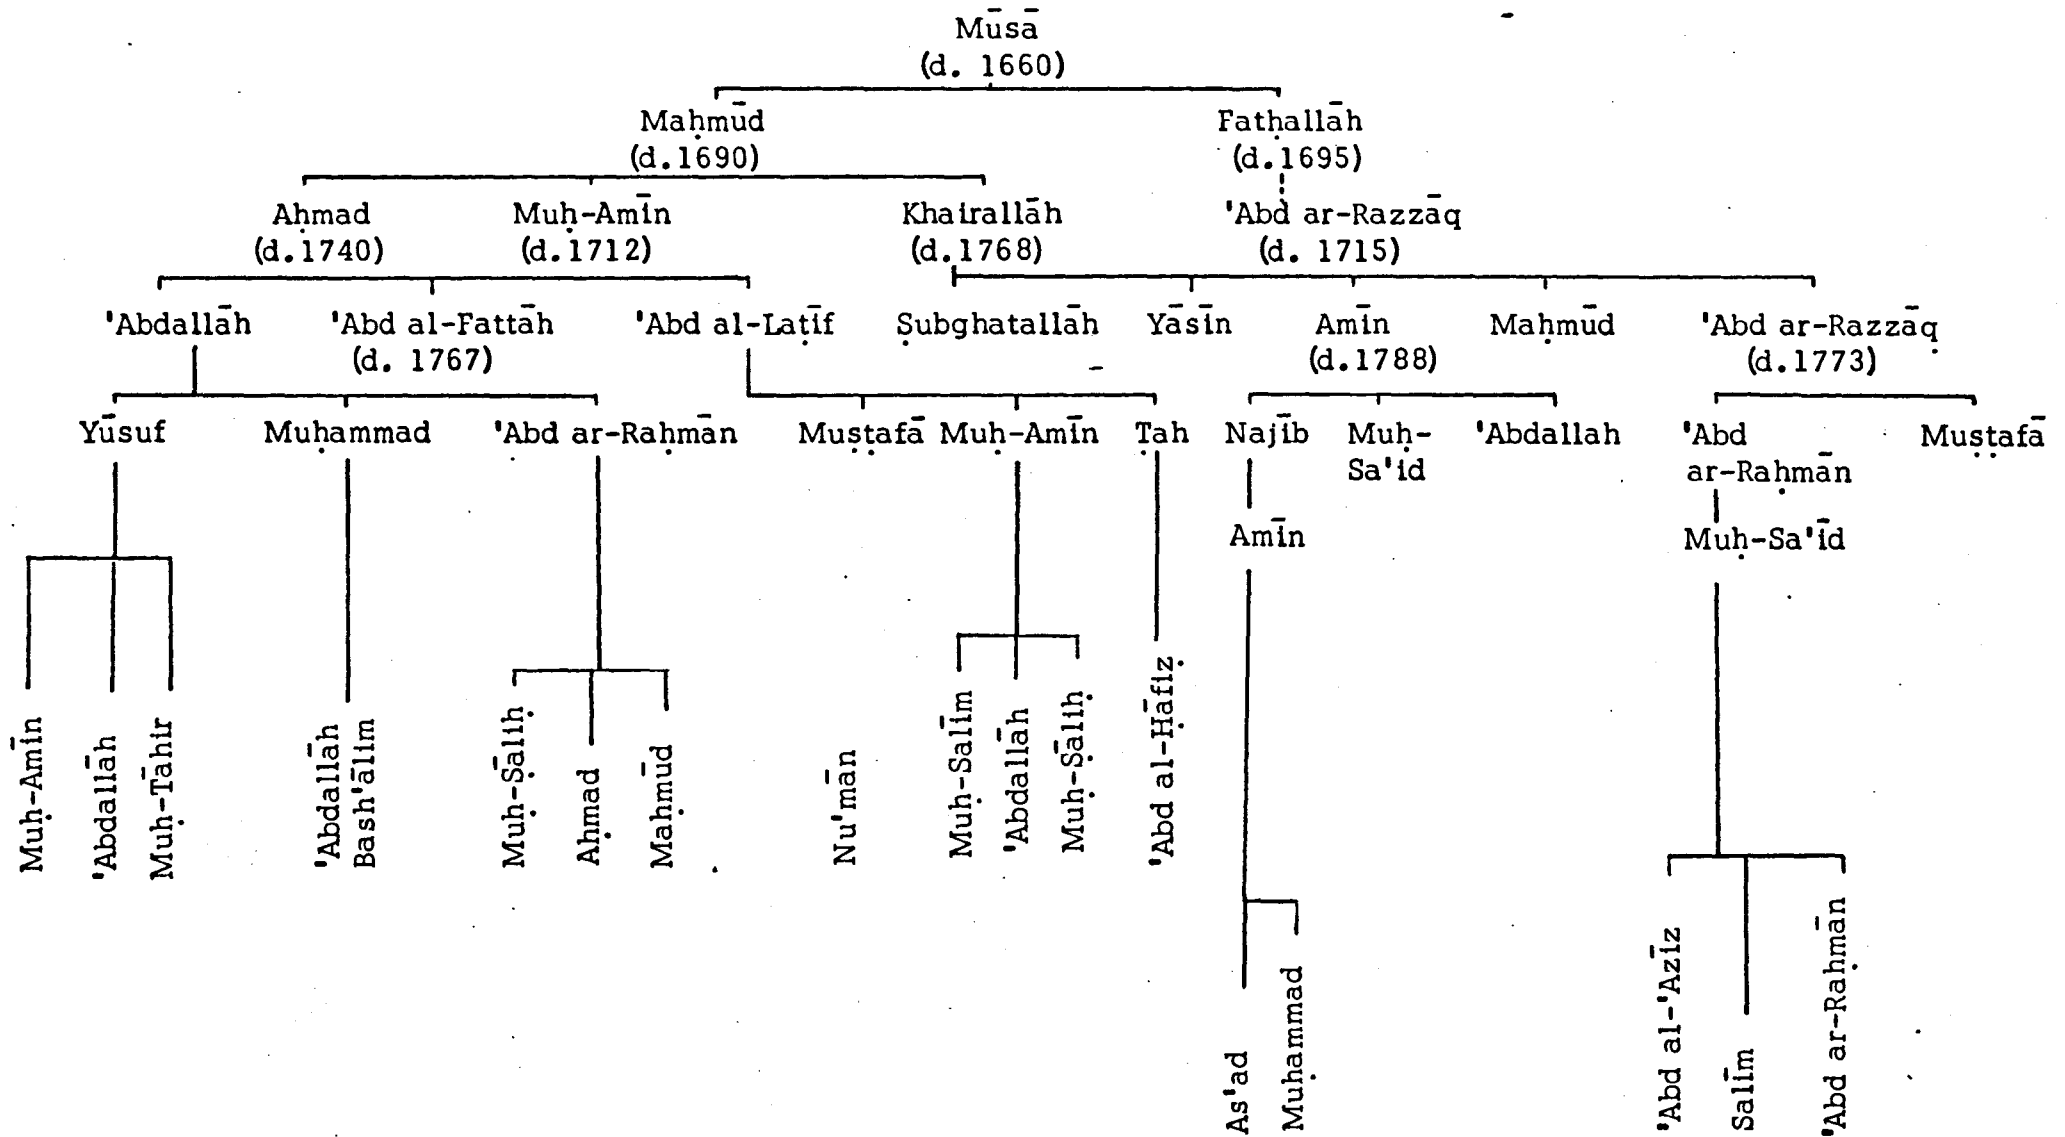 Mūsā
(d. 1660)
Maḥmūd
Fatḥallāh
(d.1690)
(d.1695)
Aḥmad
Muḥ-Amīn
Khairallāh
'Abd ar-Razzāq
(d.1740)
(d.1712)
(d.1768)
(d. 1715)
'Abdallāh
'Abd al-Fattāḥ
'Abd al-Laṭīf
Ṣubghatallāh
Yāsīn
Amīn
Maḥmūd
'Abd ar-Razzāq
(d. 1767)
(d.1788)
(d.1773)
Yūsuf
Muḥammad
'Abd ar-Raḥmān
Muṣṭafā
Muḥ-Amīn
Ṭah
Najīb
Muḥ-
Sa'id
'Abdallah
'Abd
ar-Raḥmān
Muṣṭafā
Amīn
Muḥ-Sa'īd
Muḥ-Amīn
'Abdallāh
Muḥ-Ṭāhir
'Abdallāh
Bash'ālim
Muḥ-Ṣāliḥ
Aḥmad
Maḥmūd
Nu'mān
Muḥ-Salīm
'Abdallāh
Muḥ-Ṣāliḥ
'Abd al-Ḥāfiẓ
As'ad
Muḥammad
'Abd al-'Azīz
Salīm
'Abd ar-Raḥmān